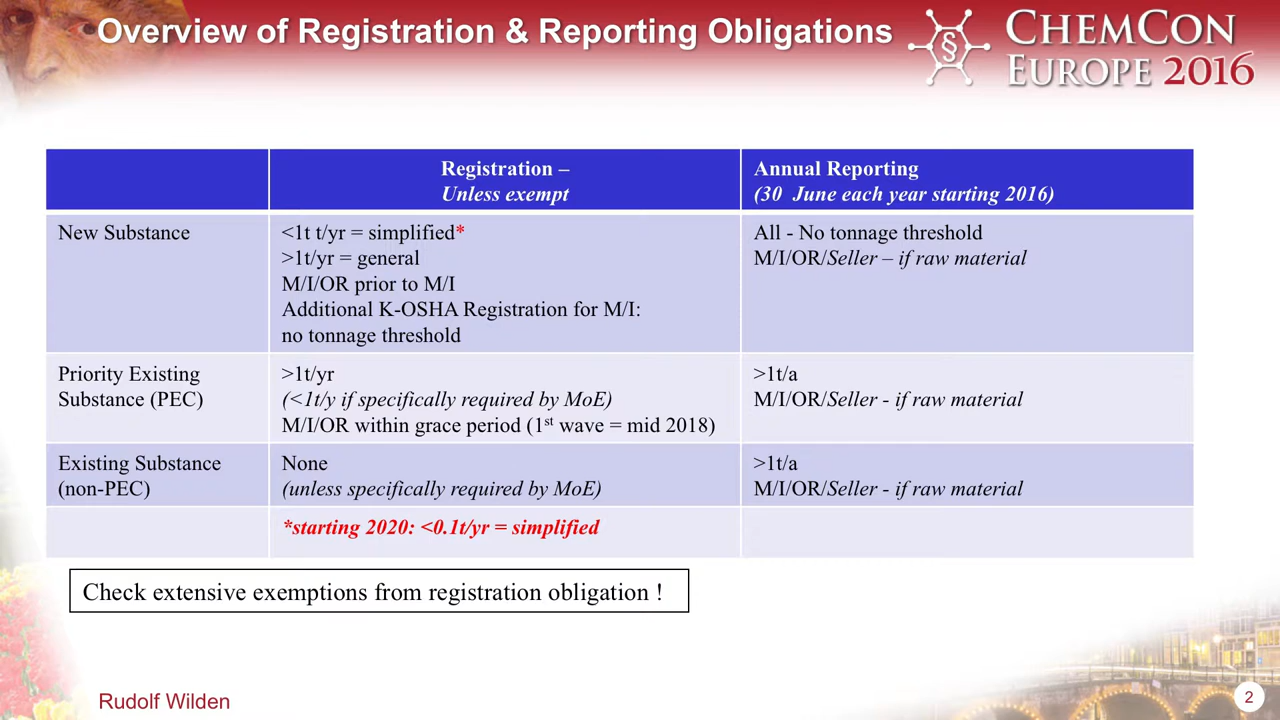 Overview of Registration & Reporting Obligations
§
CHEMCON
EUROPE 2016
Registration –
Unless exempt
Annual Reporting
(30 June each year starting 2016)
New Substance
<1t t/yr = simplified*
>1t/yr = general
M/I/OR prior to M/I
Additional K-OSHA Registration for M/I:
no tonnage threshold
All - No tonnage threshold
M/I/OR/Seller – if raw material
Priority Existing
Substance (PEC)
>1t/yr
(<1t/y if specifically required by MoE)
M/I/OR within grace period (1st wave = mid 2018)
>1t/a
M/I/OR/Seller - if raw material
Existing Substance
(non-PEC)
None
(unless specifically required by MoE)
>1t/a
M/I/OR/Seller - if raw material
*starting 2020: <0.1t/yr = simplified
Check extensive exemptions from registration obligation !
Rudolf Wilden
2